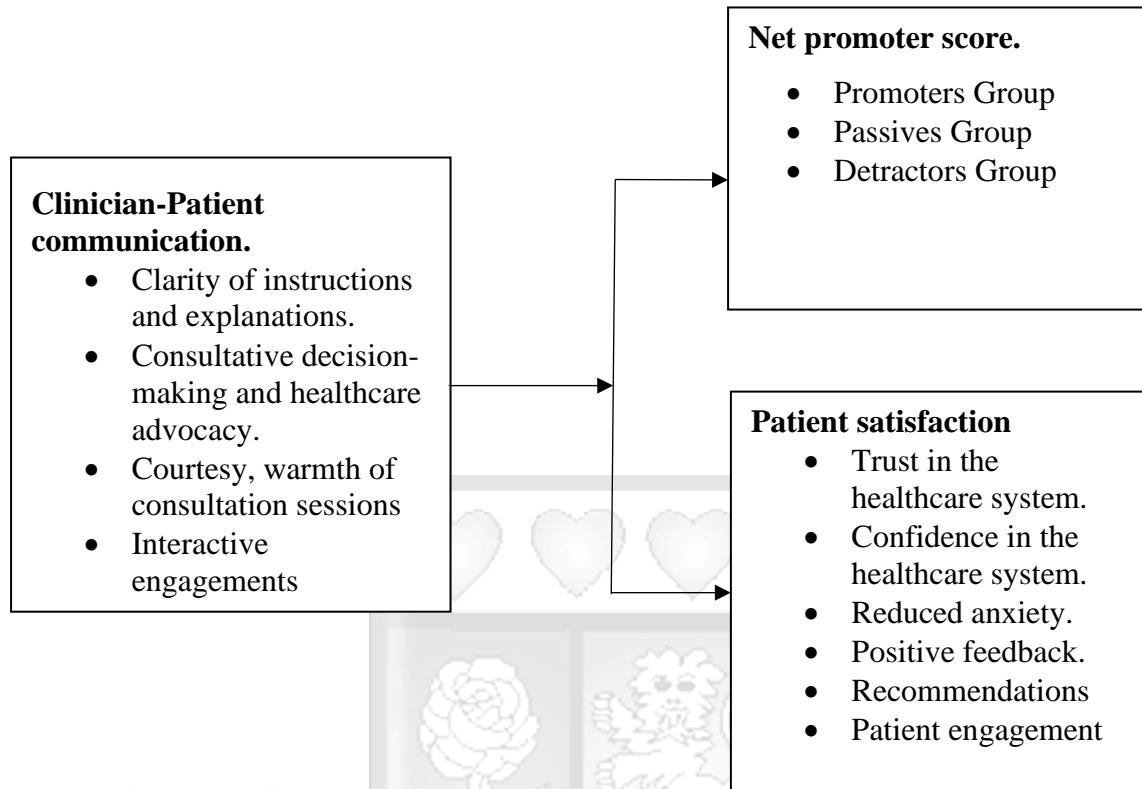 Net promoter score.
• Promoters Group
• Passives Group
• Detractors Group
Clinician-Patient
communication.
• Clarity of instructions
and explanations.
• Consultative decision-
making and healthcare
advocacy.
• Courtesy, warmth of
consultation sessions
• Interactive
engagements
Patient satisfaction
• Trust in the
healthcare system.
• Confidence in the
healthcare system.
• Reduced anxiety.
• Positive feedback.
• Recommendations
• Patient engagement